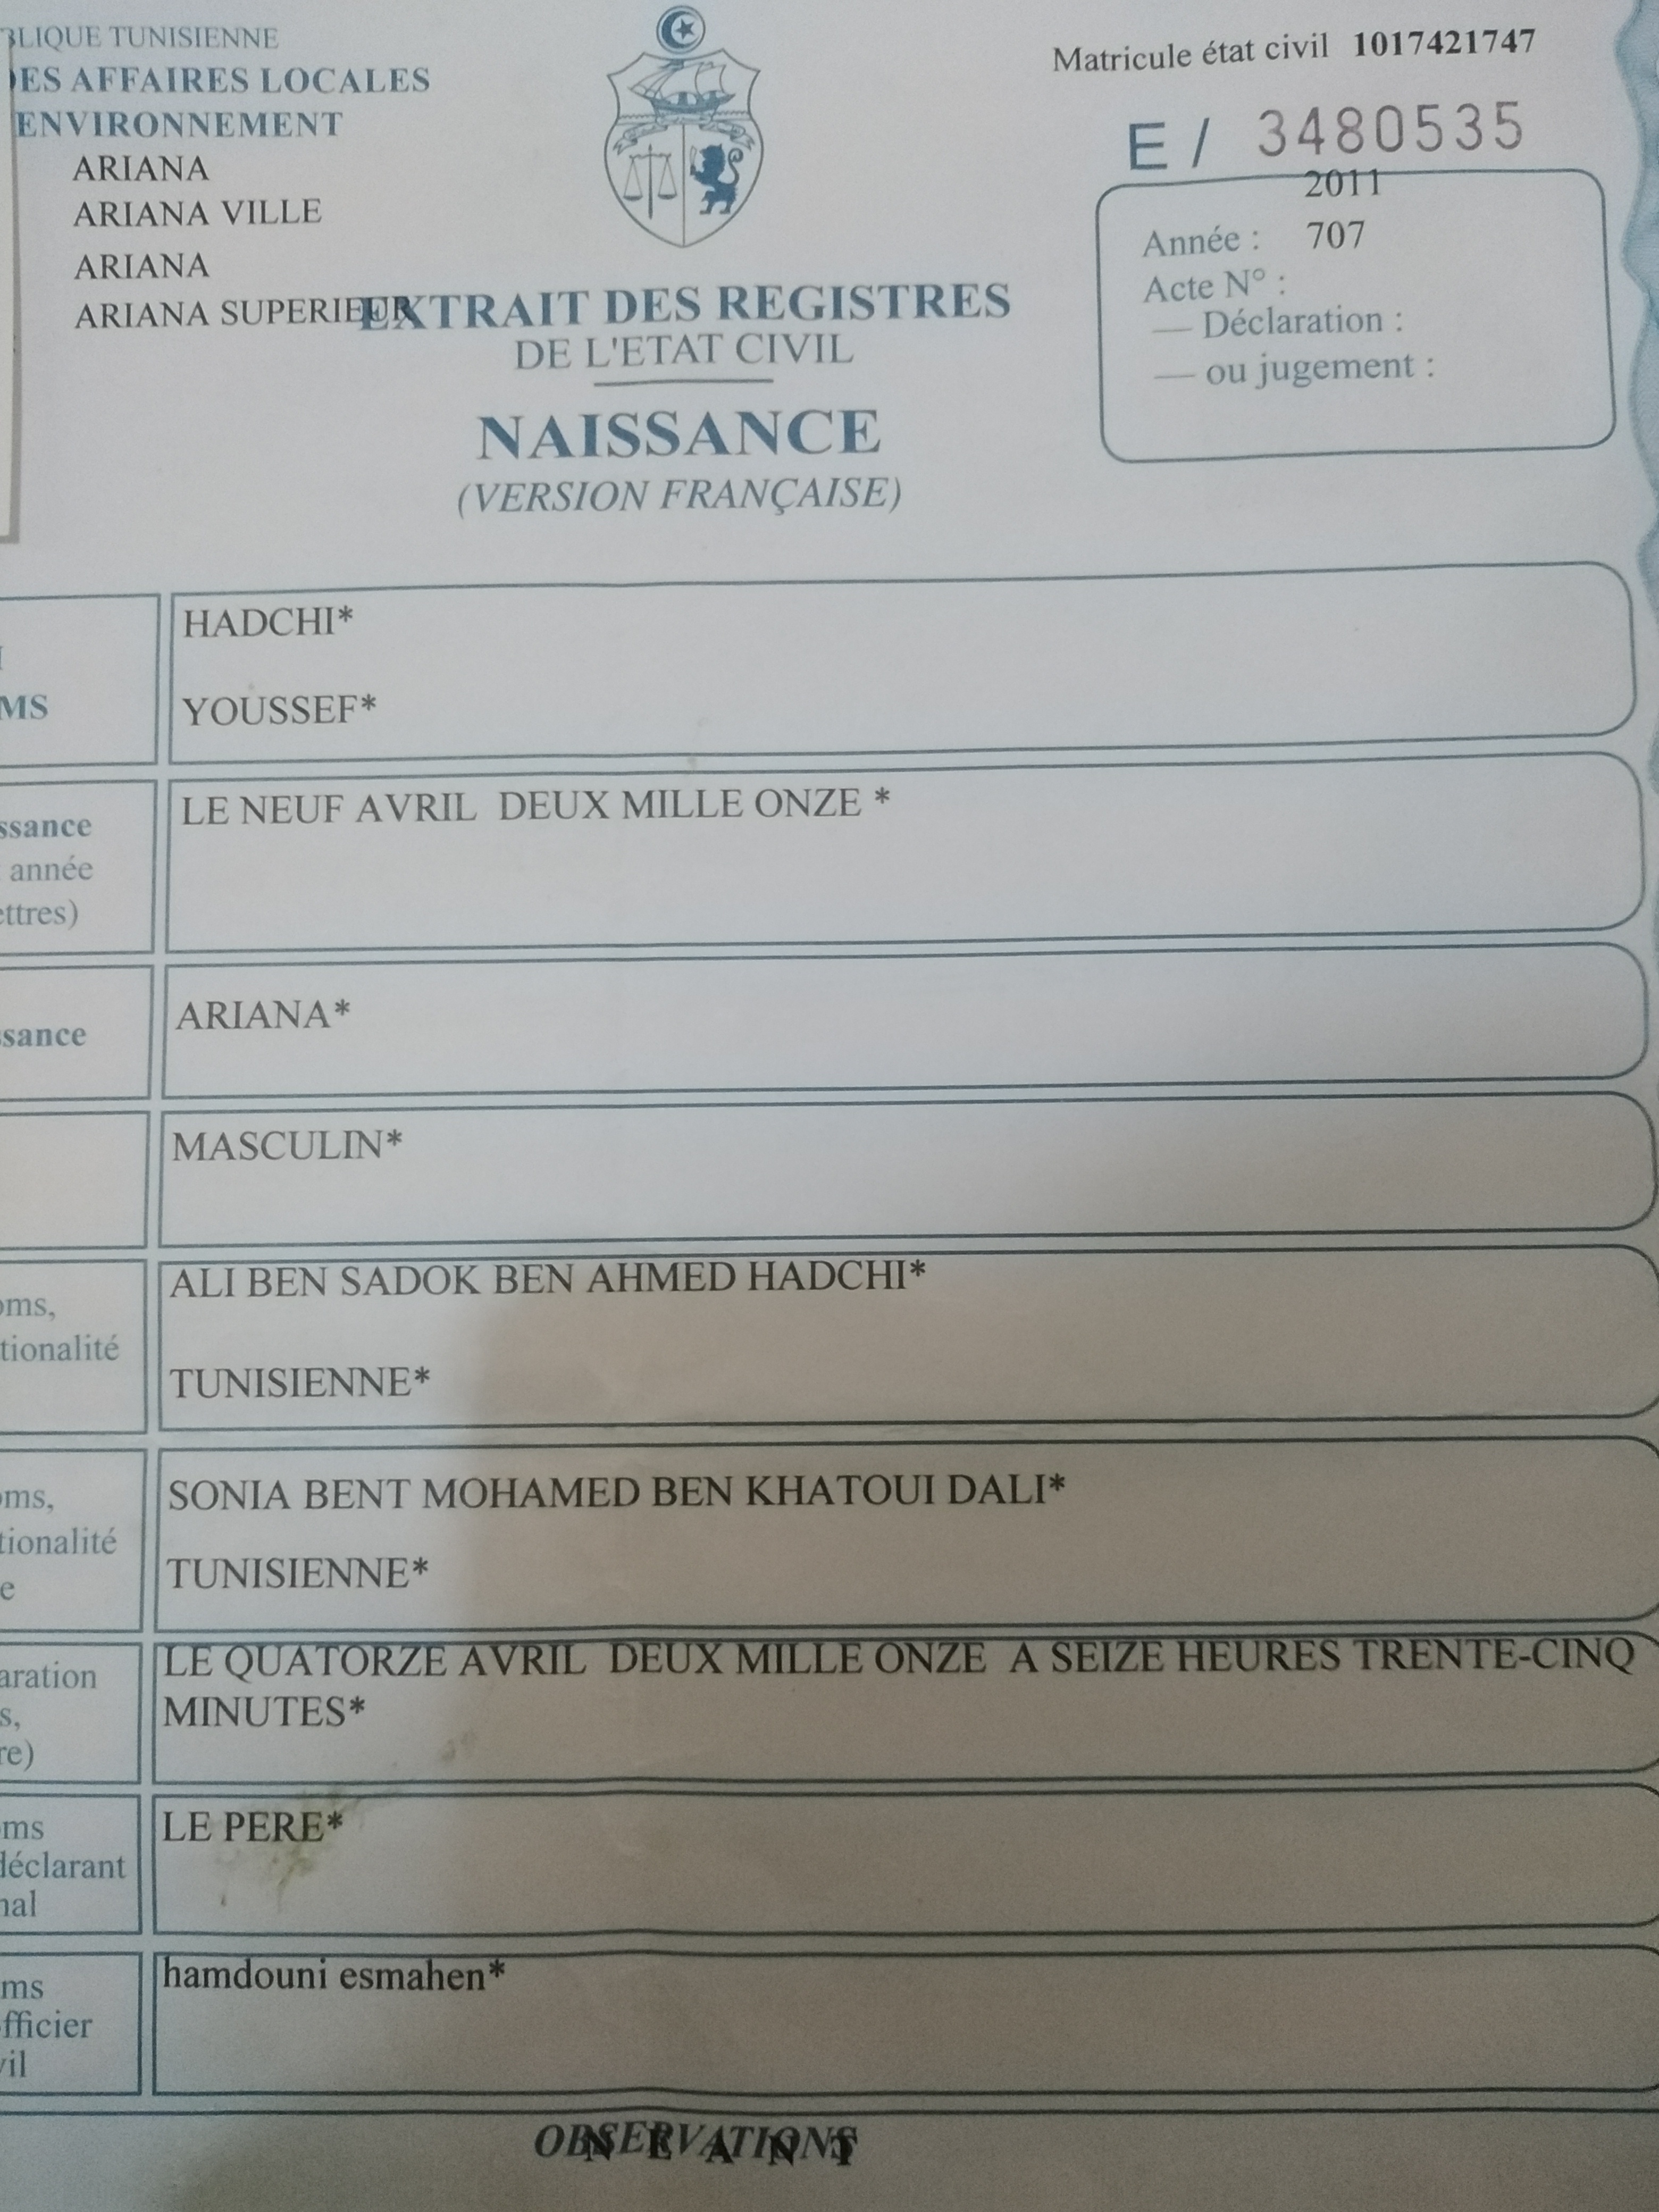 BLIQUE TUNISIENNE
DES AFFAIRES LOCALES
ENVIRONNEMENT
ARIANA
ARIANA VILLE
ARIANA
ARIANA SUPERIEUR
Matricule état civil 1017421747
E / 3480535
2011
Année : 707
Acte N° :
— Déclaration :
— ou jugement :
EXTRAIT DES REGISTRES
DE L'ETAT CIVIL
NAISSANCE
(VERSION FRANÇAISE)
HADCHI*
MS YOUSSEF*
LE NEUF AVRIL DEUX MILLE ONZE *
ssance
année
ettres)
ARIANA*
ssance
MASCULIN*
ALI BEN SADOK BEN AHMED HADCHI*
oms,
tionalité
TUNISIENNE*
SONIA BENT MOHAMED BEN KHATOUI DALI*
oms,
tionalité
TUNISIENNE*
e
LE QUATORZE AVRIL DEUX MILLE ONZE A SEIZE HEURES TRENTE-CINQ
aration
MINUTES*
s,
re)
LE PERE*
ms
déclarant
nal
hamdouni esmahen*
ms
officier
vil
OBSERVATIONS
N E A N T